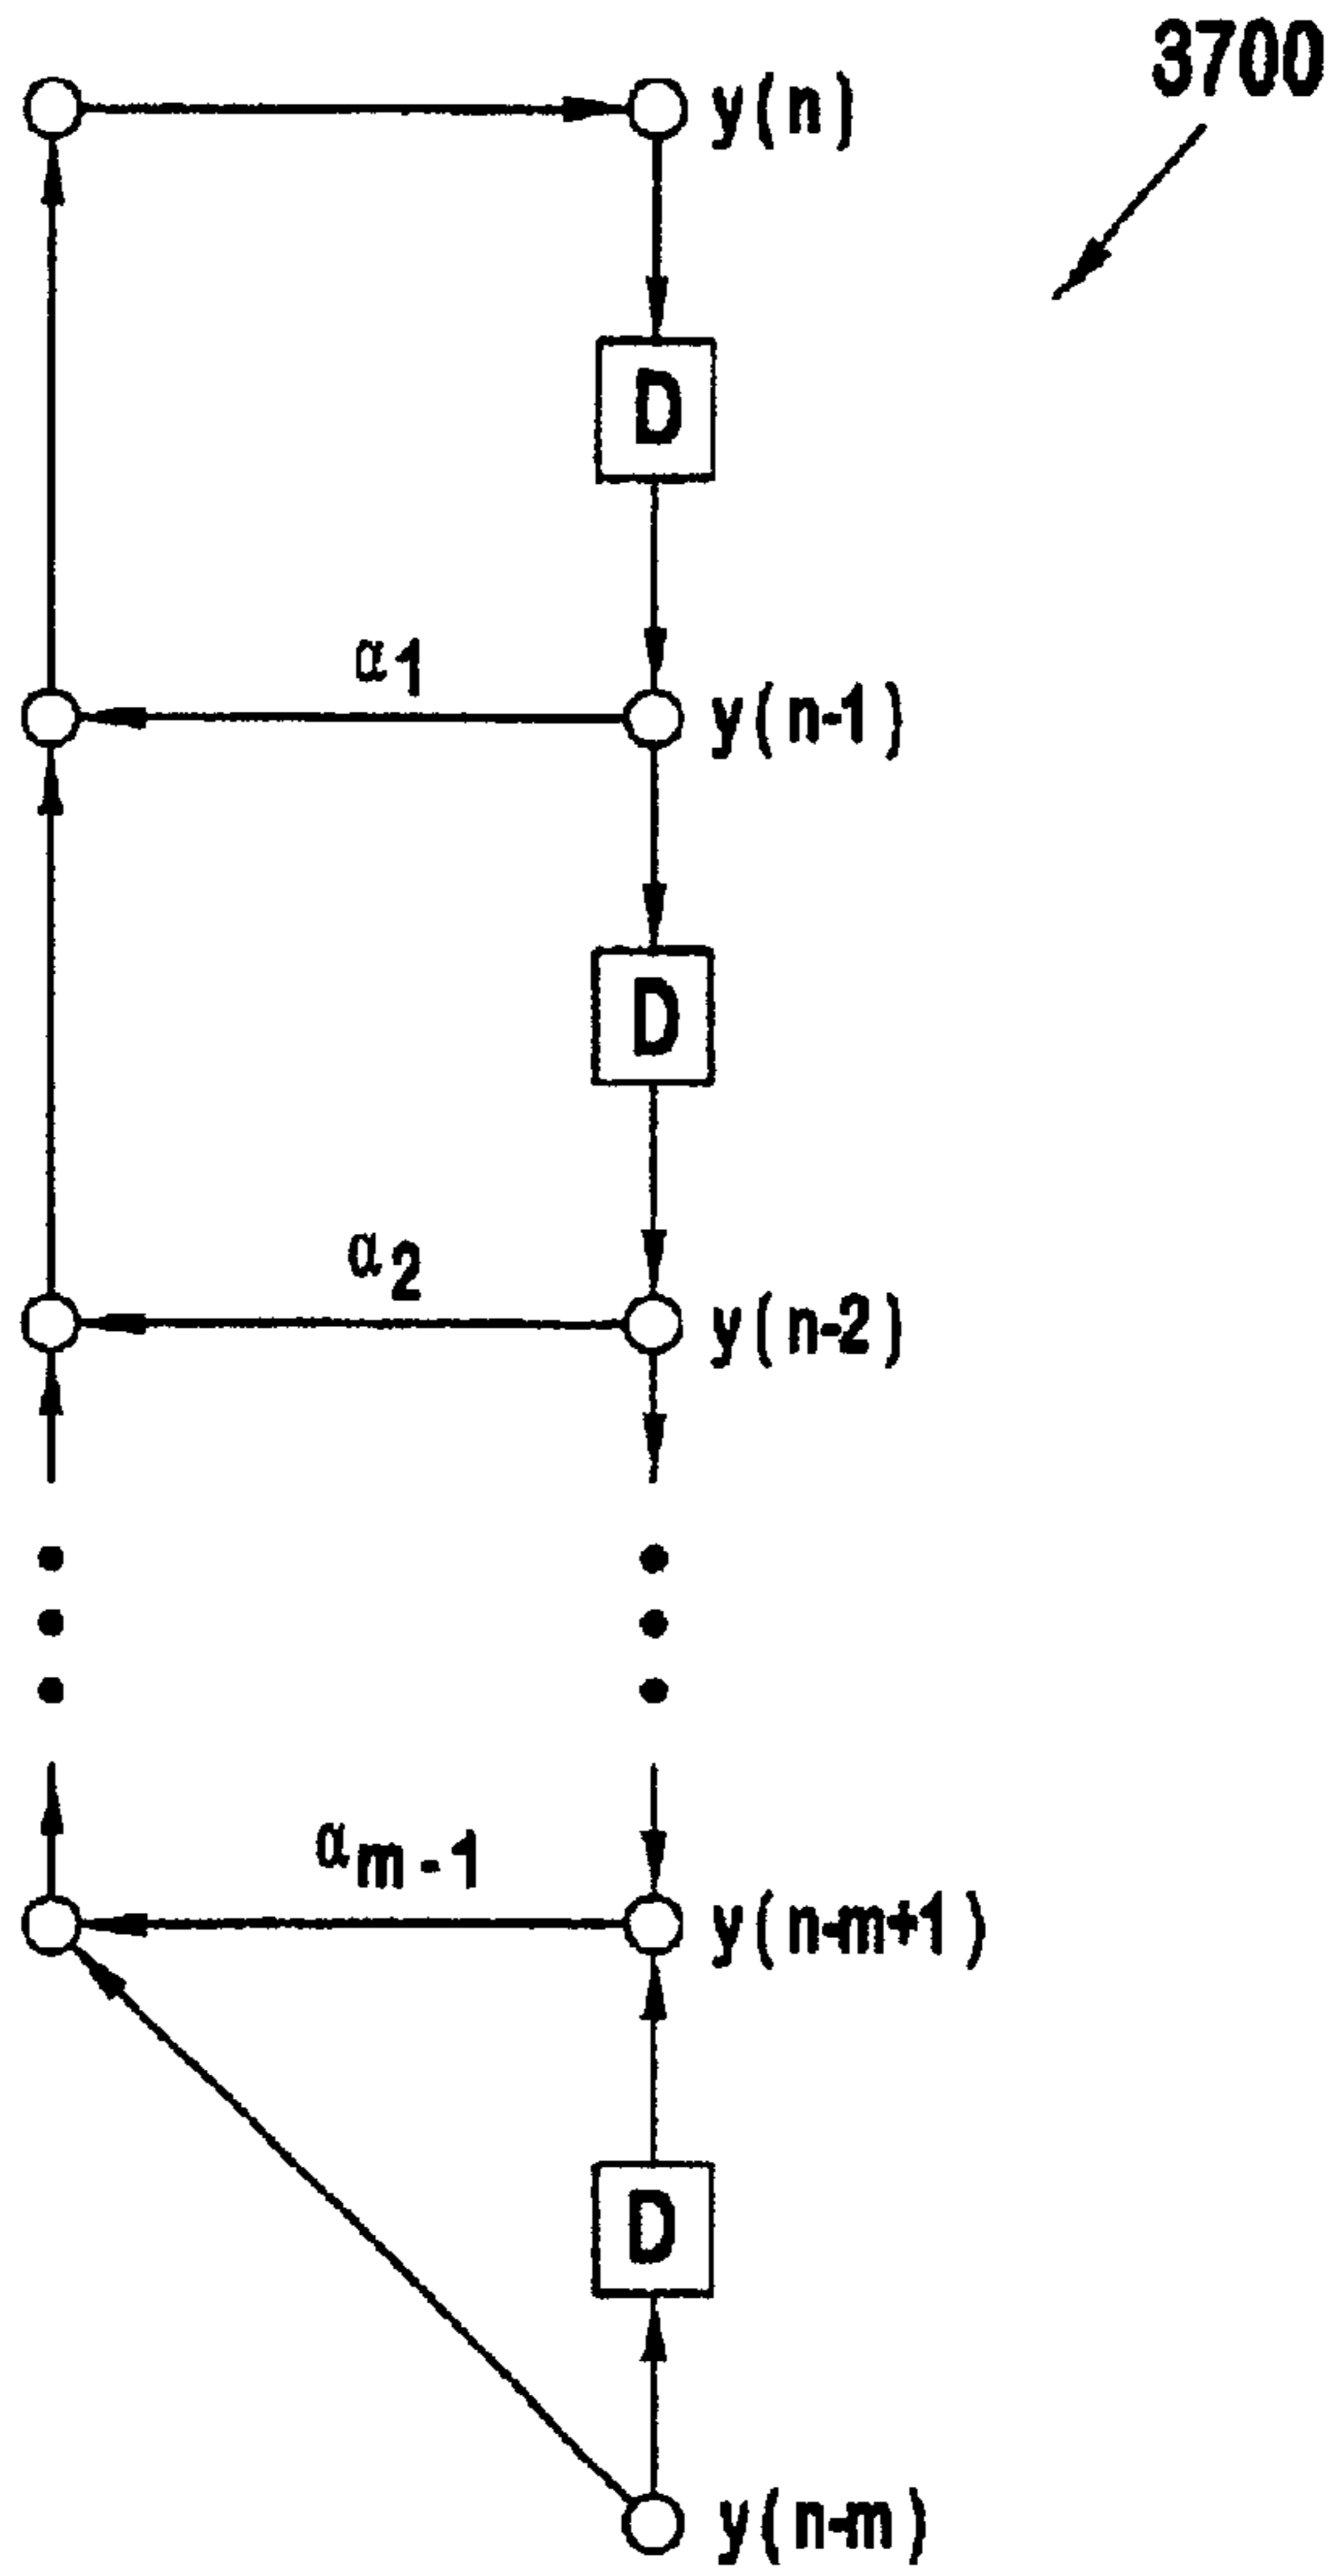 3700
y(n)
D
α1
y(n-1)
D
α2
y(n-2)
αm-1
y(n-m+1)
D
y(n-m)